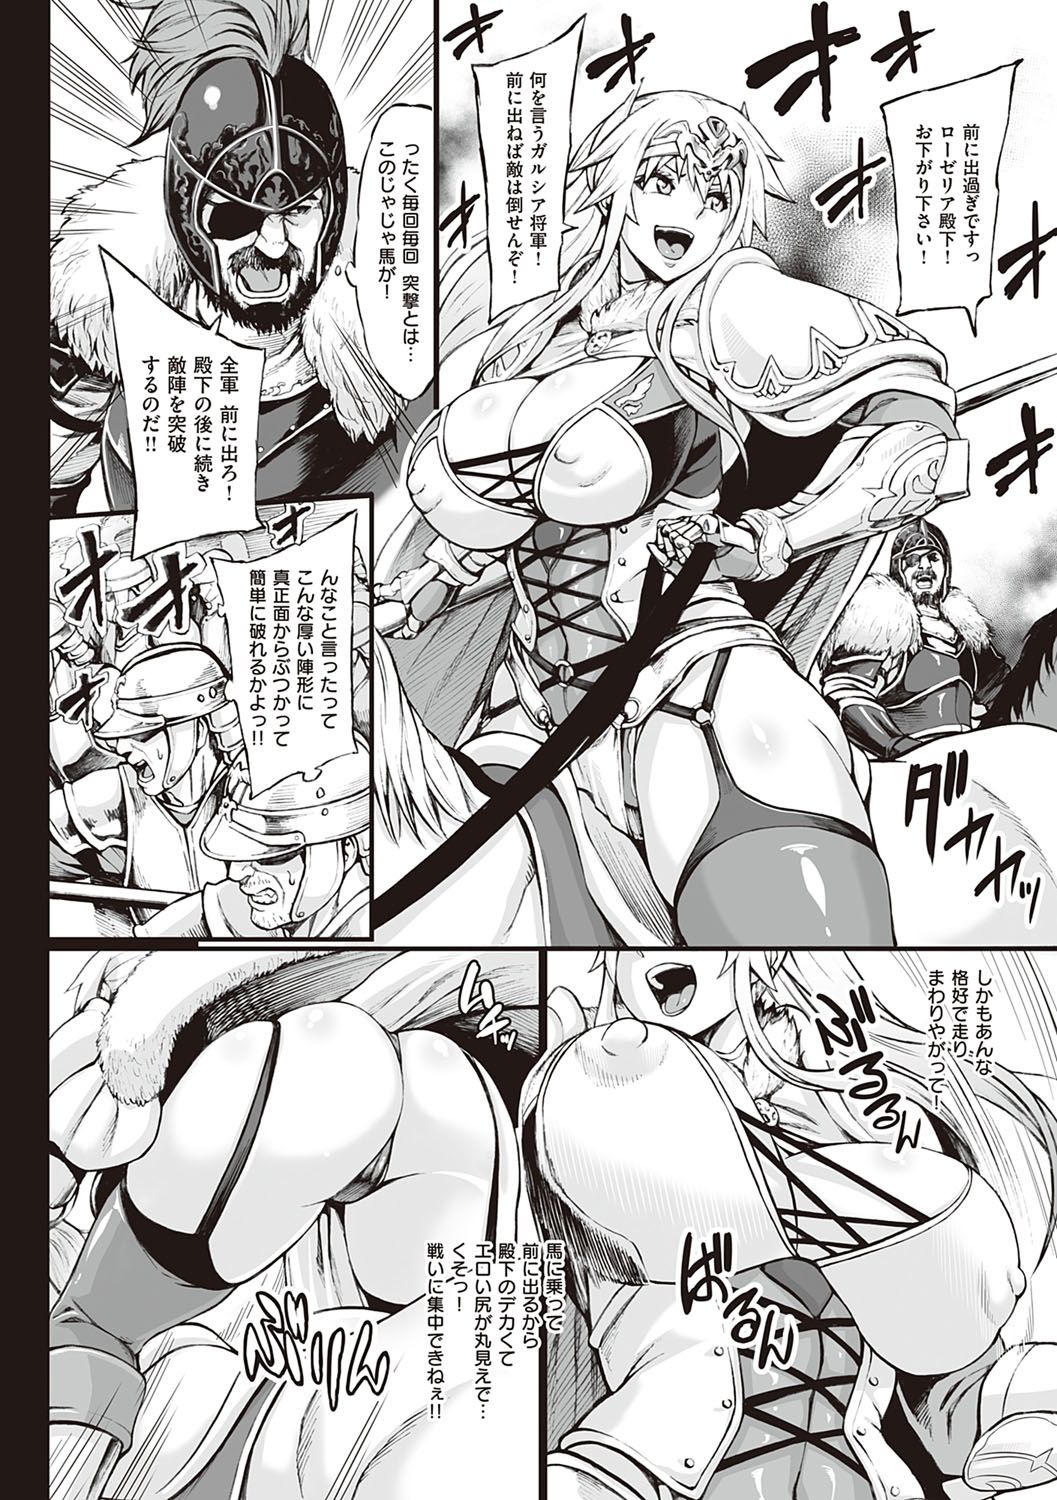 前に出過ぎですっ
ローゼリア殿下！
お下がり下さい！
何を言うガルシア将軍！
前に出ねば敵は倒せんぞ！
ったく毎回毎回 突撃とは…
このじゃじゃ馬が！
全軍 前に出ろ！
殿下の後に続き
敵陣を突破
するのだ!!
オオ
オオ
オオオ
ダカカッ
んなこと言ったって
こんな厚い陣形に
真正面からぶつかって
簡単に破れるかよっ!!
オオ
オオ
しかもあんな
格好で走り
まわりやがって！
ぶるるん
ばるんっ
ムチッ
馬に乗って
前に出るから
殿下のデカくて
エロい尻が丸見えで…
くそっ！
戦いに集中できねぇ!!
ぷりん